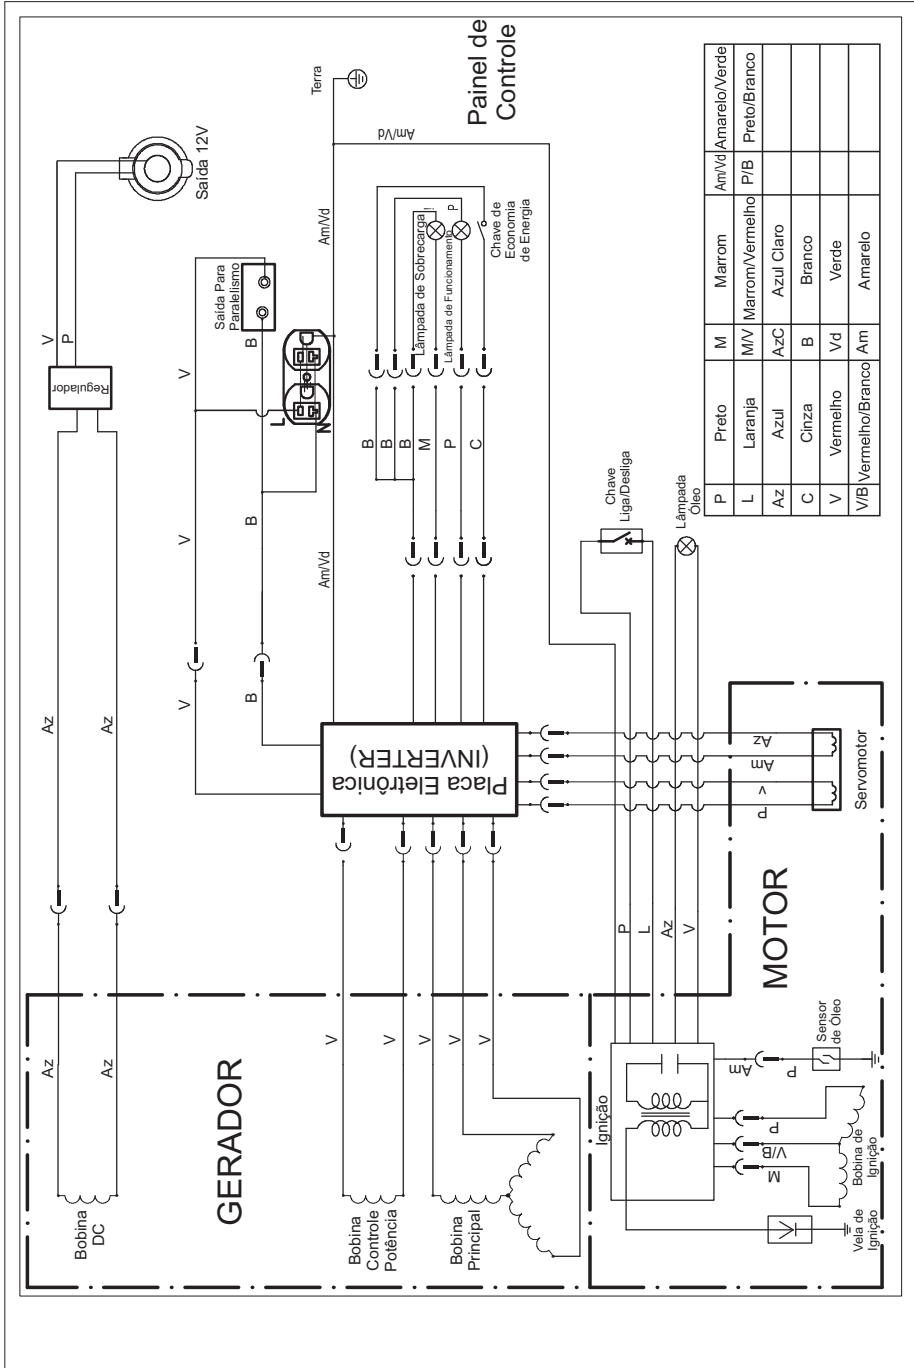 GERADOR
Bobina
DC
Az
Az
Az
Az
Regulador
V
P
Saída 12V
Bobina
Controle
Potência
V
V
Bobina
Principal
V
V
V
Placa Eletrônica
(INVERTER)
V
V
V
B
B
B
L
N
Saída Para
Paralelismo
Am/Vd
Am/Vd
Terra
Am/Vd
Painel de
Controle
B
B
B
M
P
C
Lâmpada de Sobrecarga
!
Lâmpada de Funcionamento
P
Chave de
Economia
de Energia
Chave
Liga/Desliga
Lâmpada
Óleo
P
L
Az
V
MOTOR
Ignição
Az
Am
v
P
Servomotor
Am
P
Sensor
de Óleo
P
V/B
M
Bobina de
Ignição
Vela de
Ignição
P Preto M Marrom Am/Vd Amarelo/Verde
L Laranja M/V Marrom/Vermelho P/B Preto/Branco
Az Azul AzC Azul Claro
C Cinza B Branco
V Vermelho Vd Verde
V/B Vermelho/Branco Am Amarelo